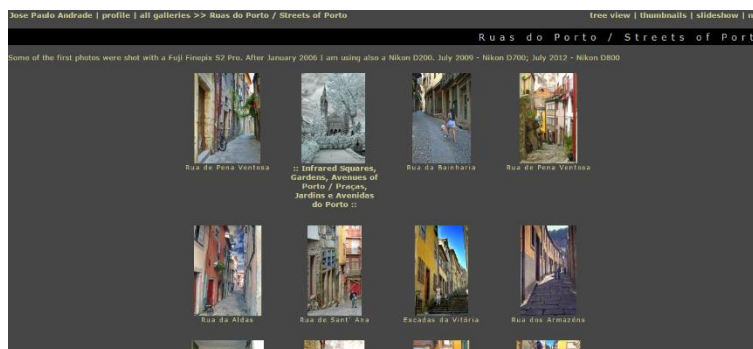 Jose Paulo Andrade | profile | all galleries >> Ruas do Porto / Streets of Porto
tree view | thumbnails | slideshow |
Ruas do Porto / Streets of Port
Some of the first photos were shot with a Fuji Finepix S2 Pro. After January 2006 I am using also a Nikon D200. July 2009 - Nikon D700; July 2012 - Nikon D800
Rua de Pena Ventosa
:: Infrared Squares,
Gardens, Avenues of
Porto / Praças,
Jardins e Avenidas
do Porto ::
Rua da Bainharia
Rua de Pena Ventosa
Rua da Aldas
Rua de Sant' Ana
Escadas da Vitória
Rua dos Armazéns